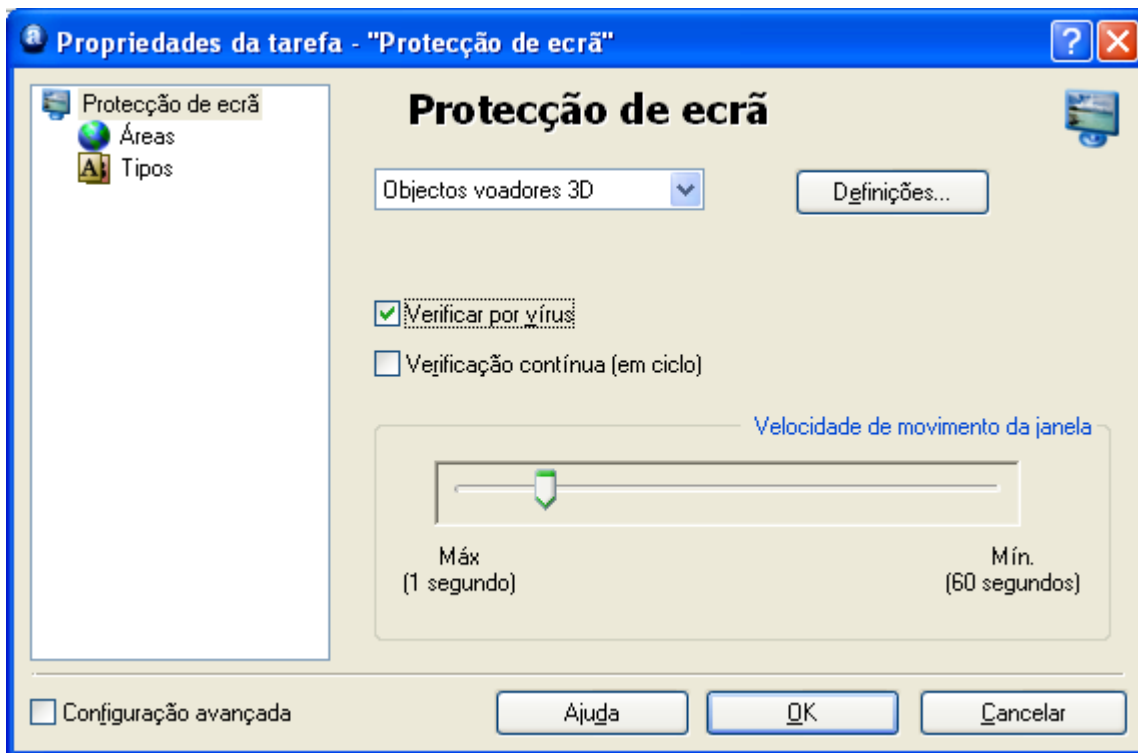 Propriedades da tarefa - "Protecção de ecrã"
Protecção de ecrã
Áreas
Tipos
Protecção de ecrã
Objectos voadores 3D
Definições...
Verificar por vírus
Verificação contínua (em ciclo)
Velocidade de movimento da janela
Máx
(1 segundo)
Mín.
(60 segundos)
Configuração avançada
Ajuda
OK
Cancelar